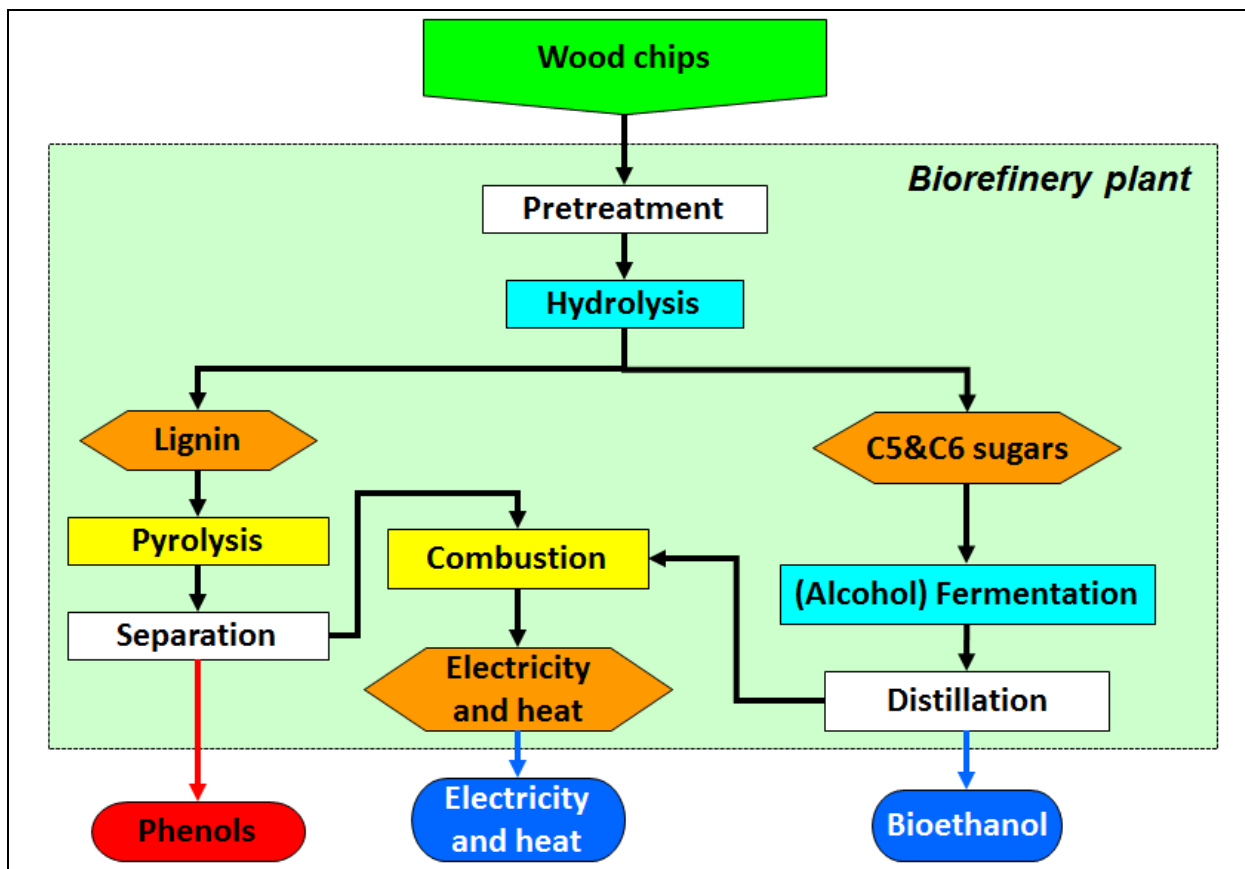 Wood chips
Biorefinery plant
Pretreatment
Hydrolysis
Lignin
C5&C6 sugars
Pyrolysis
Combustion
(Alcohol) Fermentation
Separation
Electricity
and heat
Distillation
Phenols
Electricity
and heat
Bioethanol